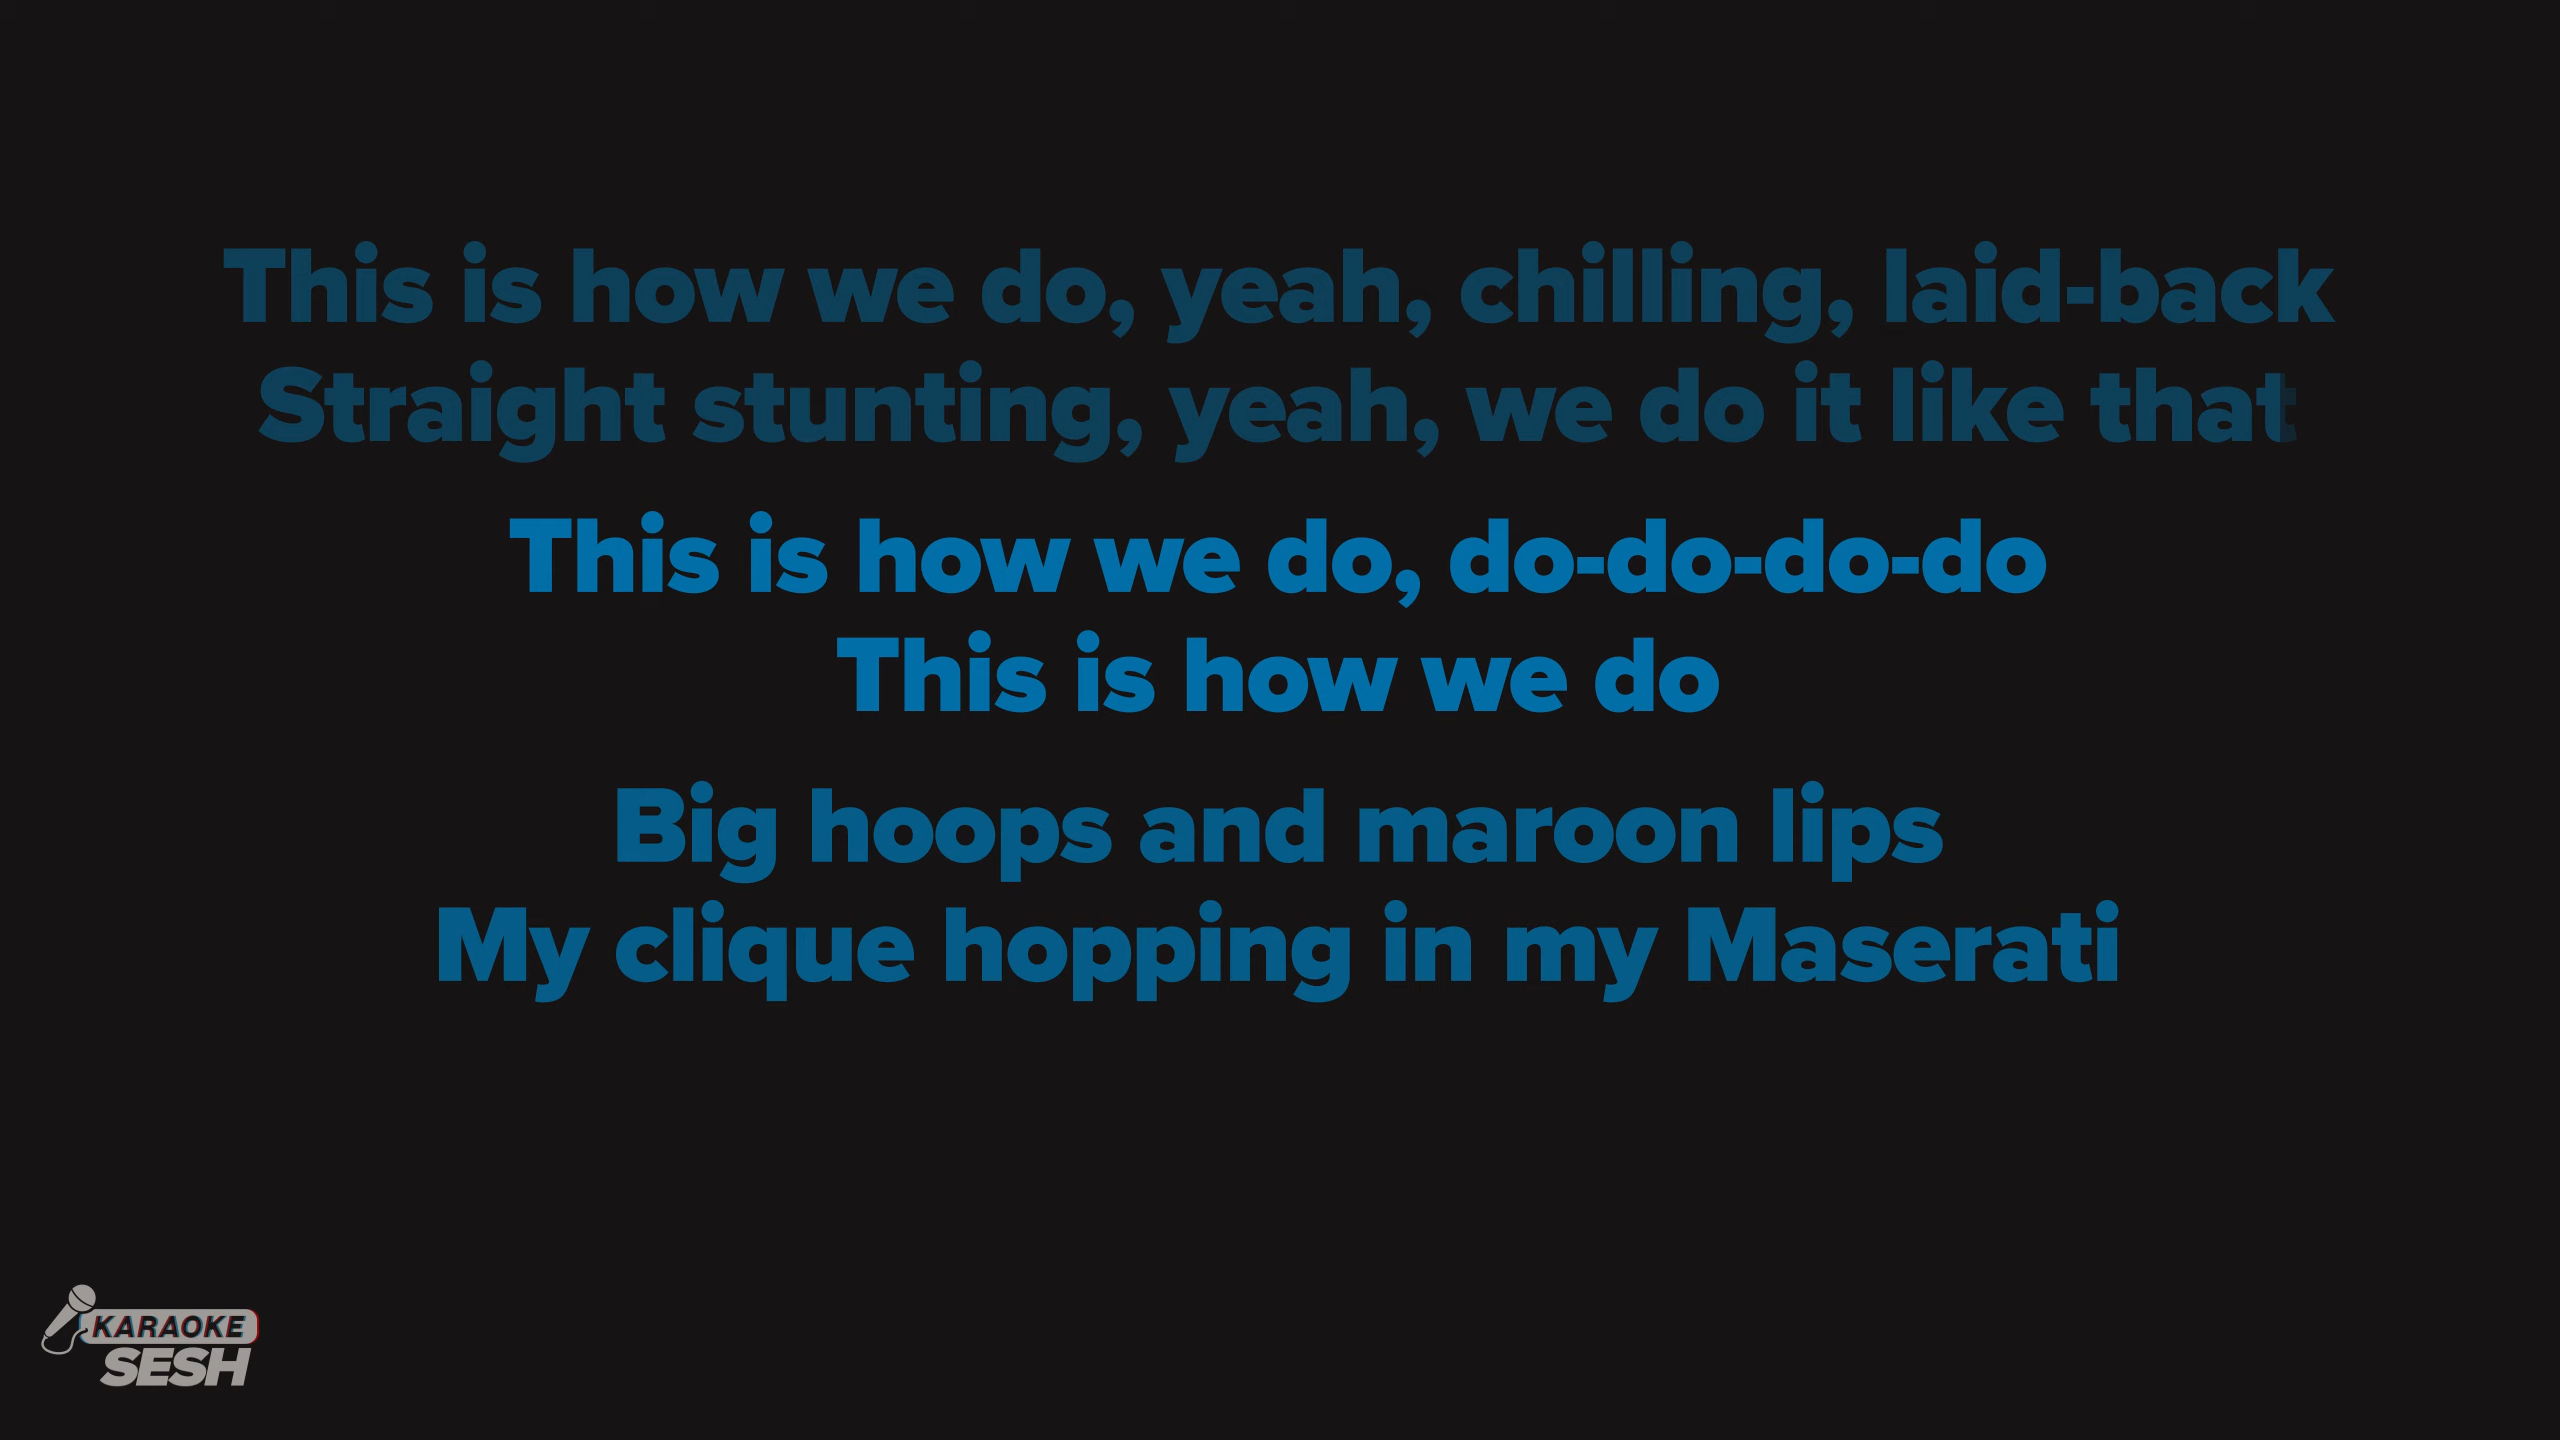 This is how we do, yeah, chilling, laid-back
Straight stunting, yeah, we do it like that
This is how we do, do-do-do-do
This is how we do
Big hoops and maroon lips
My clique hopping in my Maserati
KARAOKE
SESH